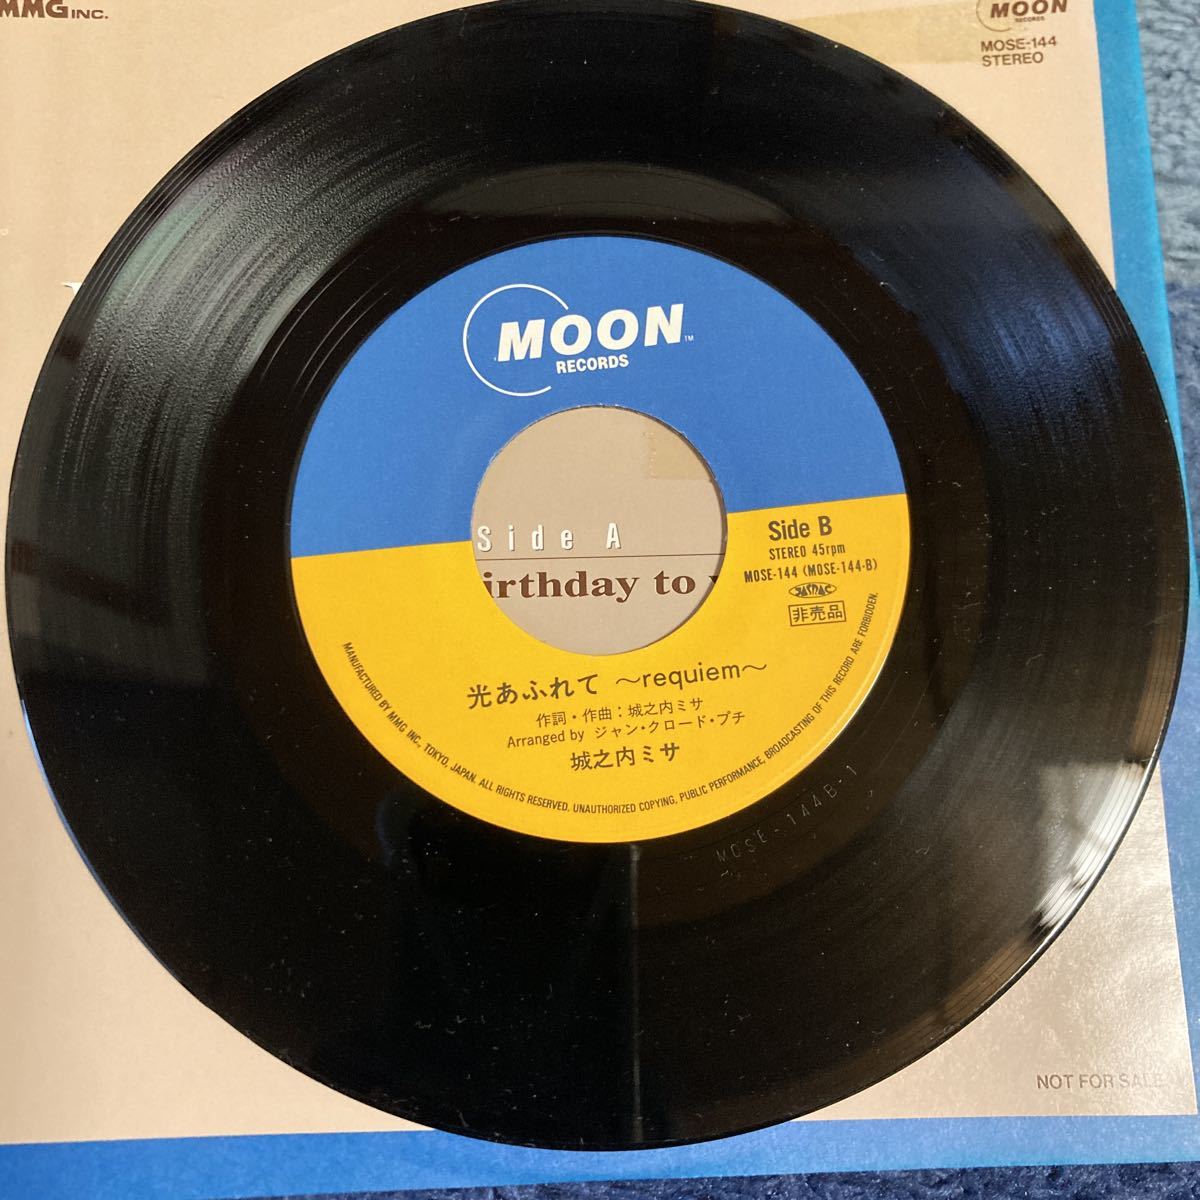 MMG INC.
MOON
RECORDS
MOSE-144
STEREO
MOON™
RECORDS
Side A
irthday to
Side B
STEREO 45rpm
MOSE-144 (MOSE-144-B)
JASRAC
非売品
光あふれて 〜requiem〜
作詞・作曲：城之内ミサ
Arranged by ジャン・クロード・プチ
城之内ミサ
MANUFACTURED BY MMG INC., TOKYO, JAPAN. ALL RIGHTS RESERVED. UNAUTHORIZED COPYING, PUBLIC PERFORMANCE, BROADCASTING OF THIS RECORD ARE FORBIDDEN.
MOSE-144B-1
NOT FOR SALE